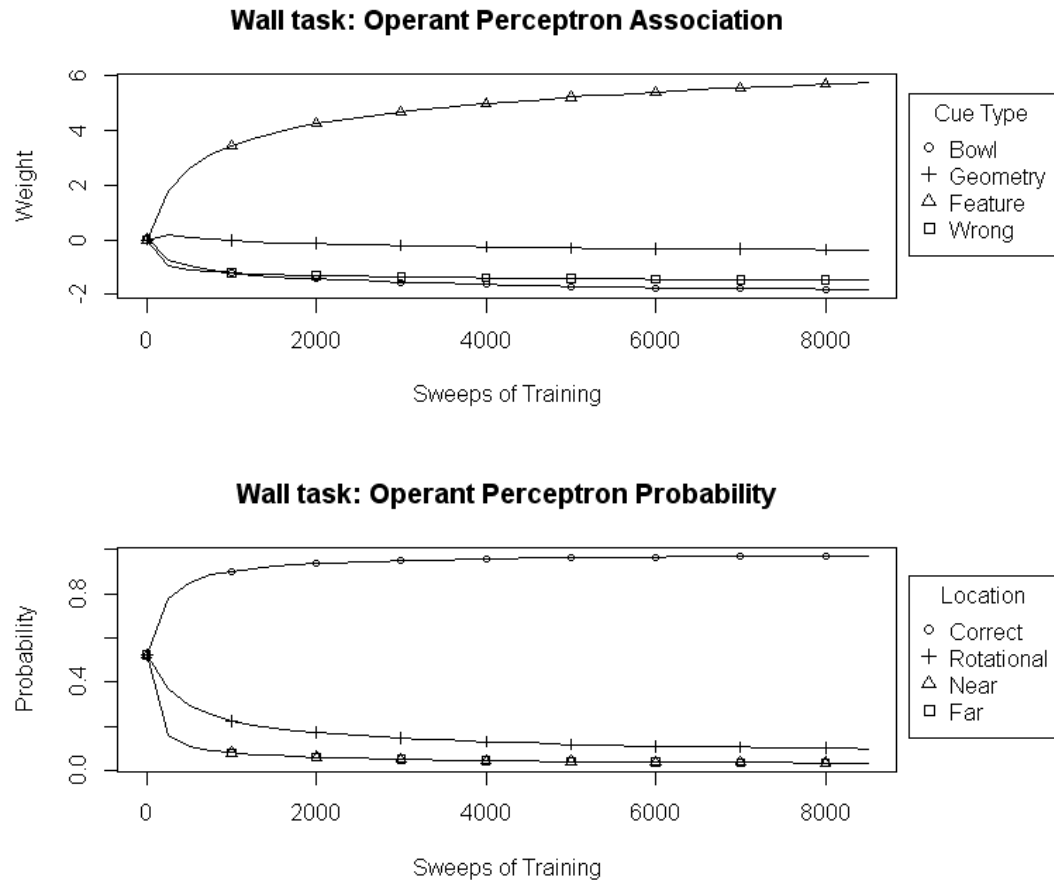 Wall task: Operant Perceptron Association
6
4
2
0
-2
Weight
0 2000 4000 6000 8000
Sweeps of Training
Cue Type
Bowl
Geometry
Feature
Wrong
Wall task: Operant Perceptron Probability
0.8
0.4
0.0
Probability
0 2000 4000 6000 8000
Sweeps of Training
Location
Correct
Rotational
Near
Far